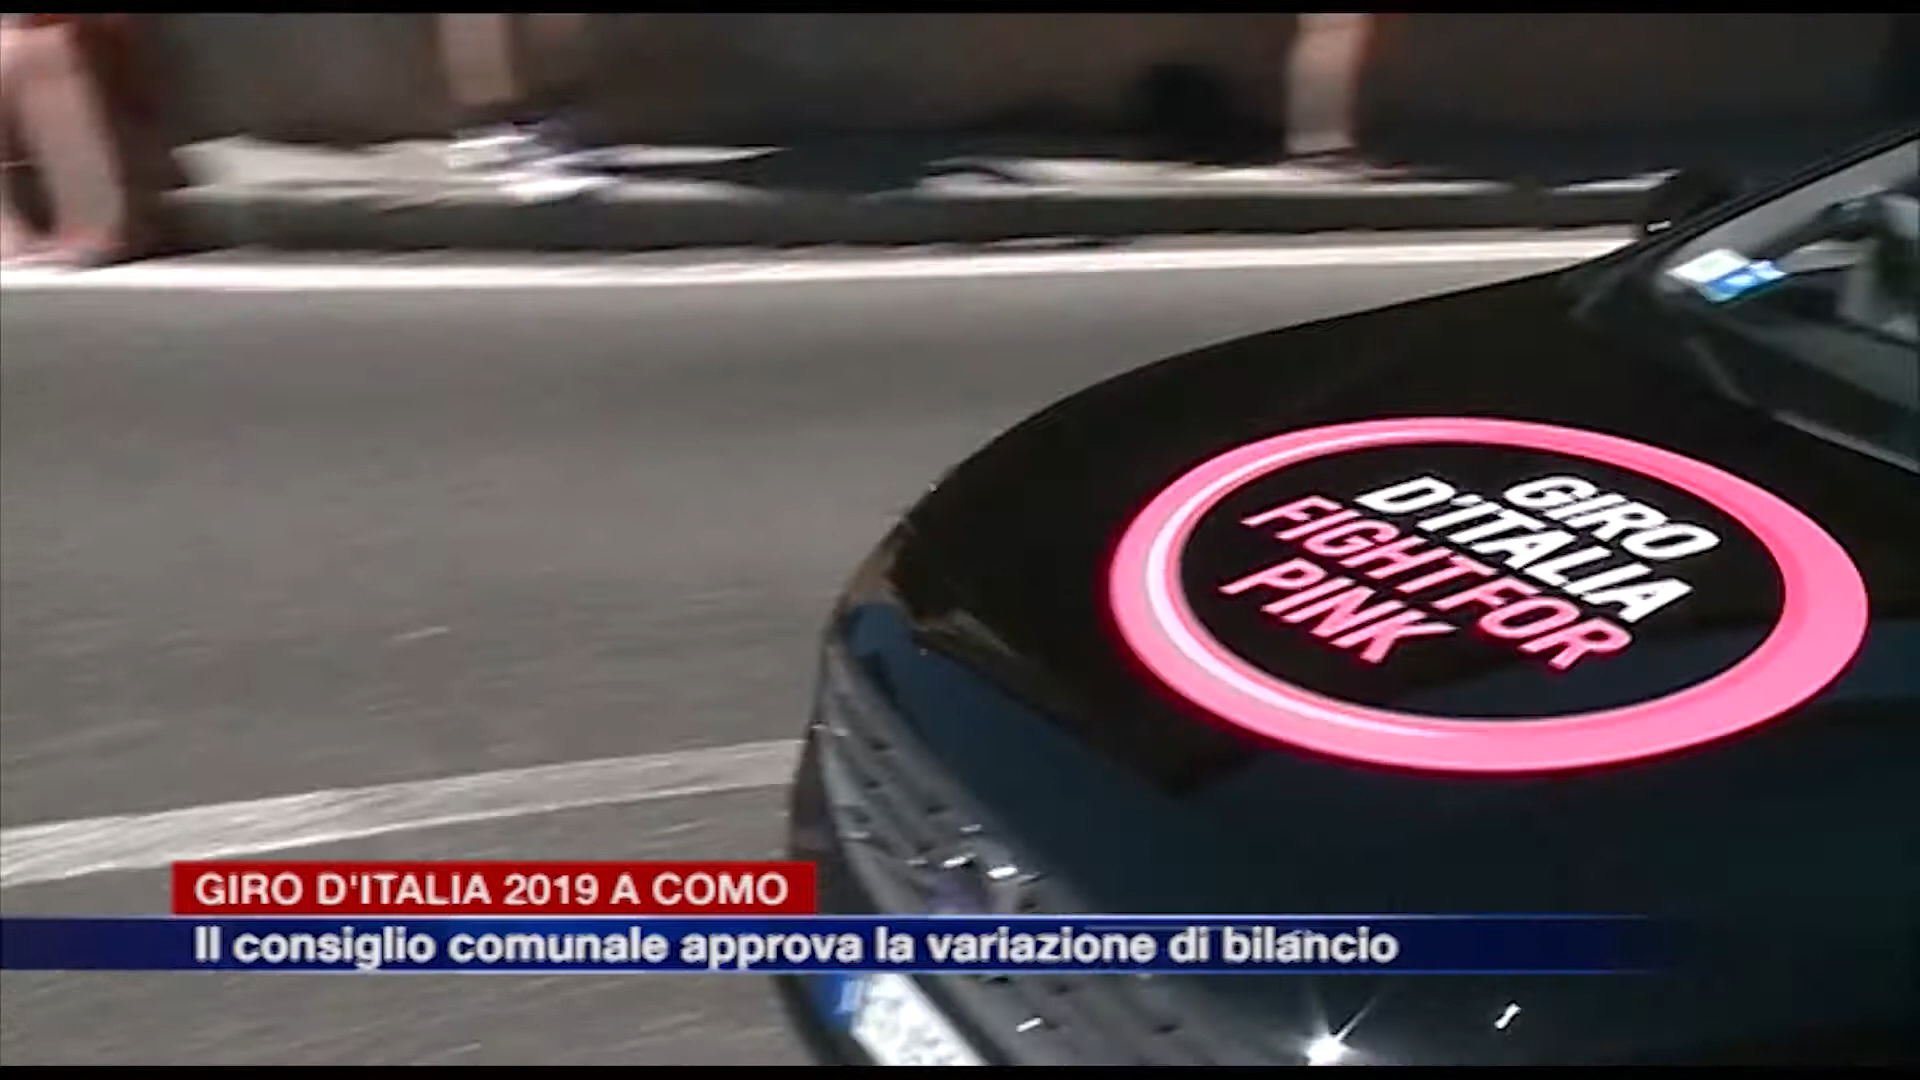 GIRO
D'ITALIA
FIGHT FOR
PINK
GIRO D'ITALIA 2019 A COMO
Il consiglio comunale approva la variazione di bilancio